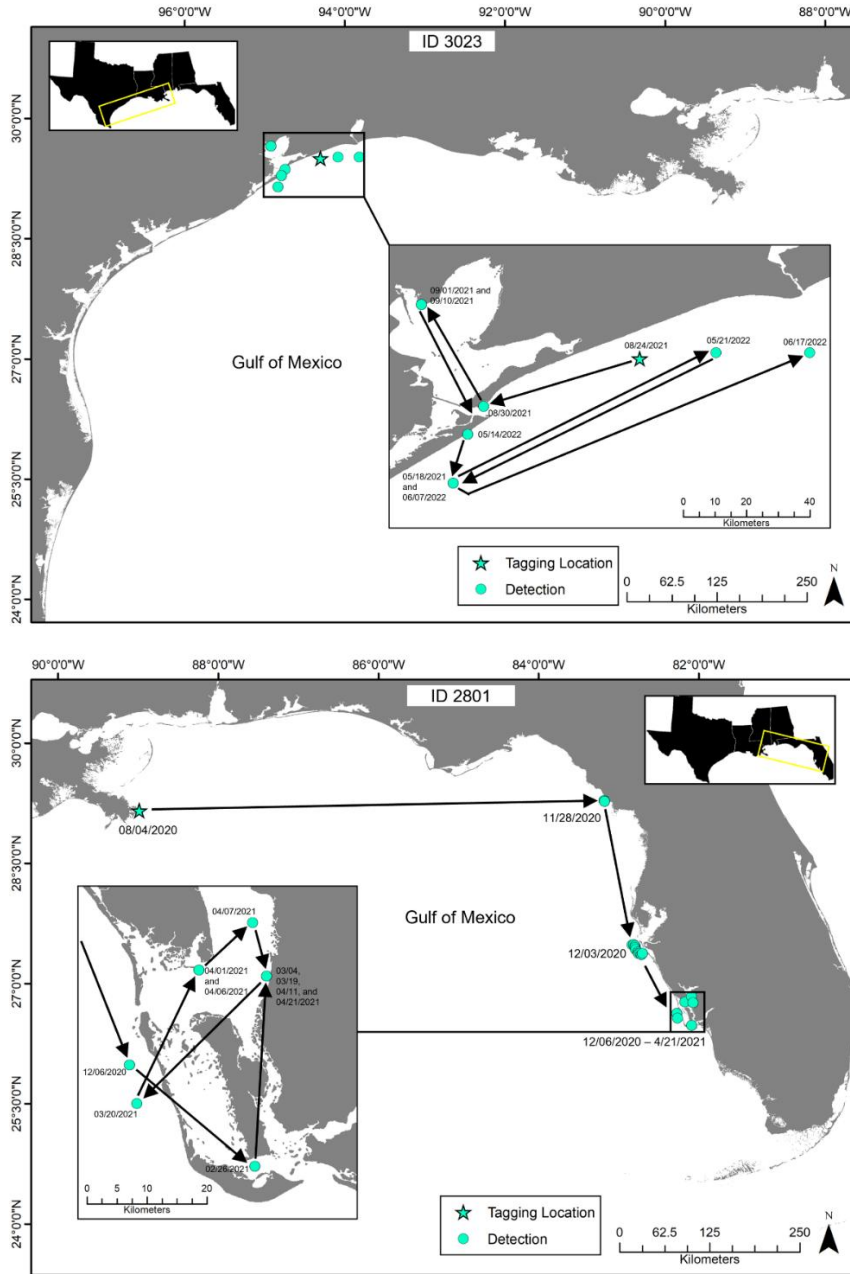 96°0'0"W
94°0'0"W
92°0'0"W
90°0'0"W
88°0'0"W
ID 3023
30°0'0"N
28°30'0"N
27°0'0"N
25°30'0"N
24°0'0"N
Gulf of Mexico
09/01/2021 and
09/10/2021
08/24/2021
05/21/2022
06/17/2022
08/30/2021
05/14/2022
05/18/2021
and
06/07/2022
0 10 20 40
Kilometers
Tagging Location
Detection
0 62.5 125 250
Kilometers
N
90°0'0"W
88°0'0"W
86°0'0"W
84°0'0"W
82°0'0"W
ID 2801
30°0'0"N
28°30'0"N
27°0'0"N
25°30'0"N
24°0'0"N
08/04/2020
11/28/2020
Gulf of Mexico
12/03/2020
12/06/2020 – 4/21/2021
04/07/2021
04/01/2021
and
04/06/2021
03/04,
03/19,
04/11, and
04/21/2021
12/06/2020
03/20/2021
02/26/2021
0 5 10 20
Kilometers
Tagging Location
Detection
0 62.5 125 250
Kilometers
N